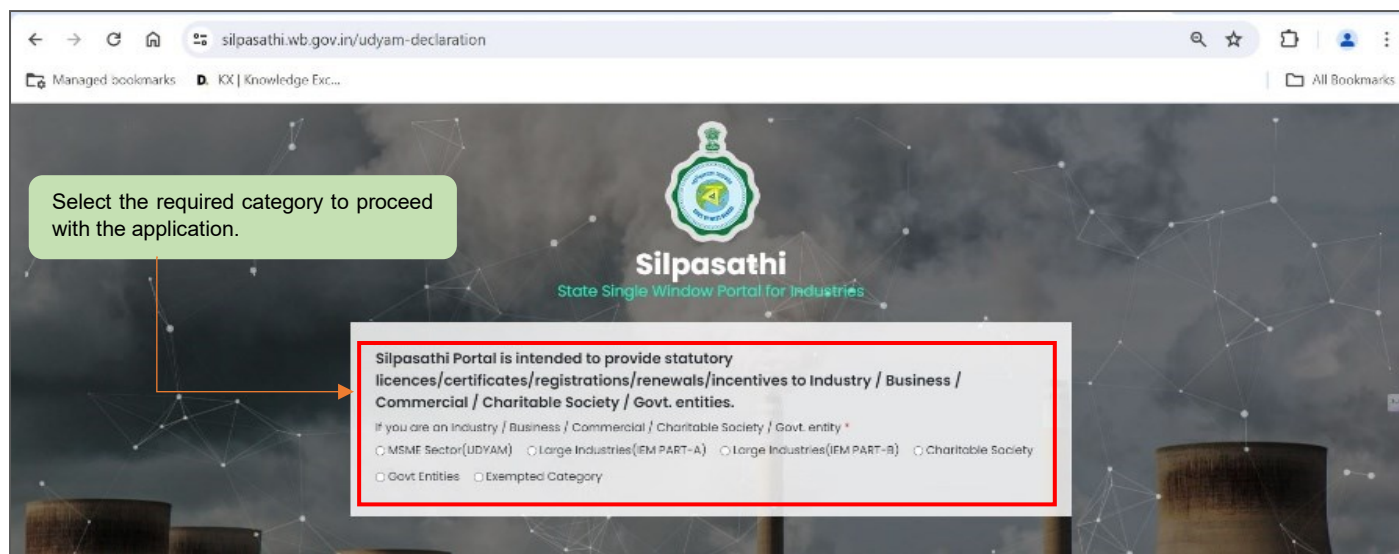 silpasathi.wb.gov.in/udyam-declaration
Managed bookmarks D. KX | Knowledge Exc... All Bookmarks
Select the required category to proceed
with the application.
Silpasathi
State Single Window Portal for Industries
Silpasathi Portal is intended to provide statutory
licences/certificates/registrations/renewals/incentives to Industry / Business /
Commercial / Charitable Society / Govt. entities.
If you are an Industry / Business / Commercial / Charitable Society / Govt. entity *
MSME Sector(UDYAM) Large Industries(IEM PART-A) Large Industries(IEM PART-B) Charitable Society
Govt Entities Exempted Category